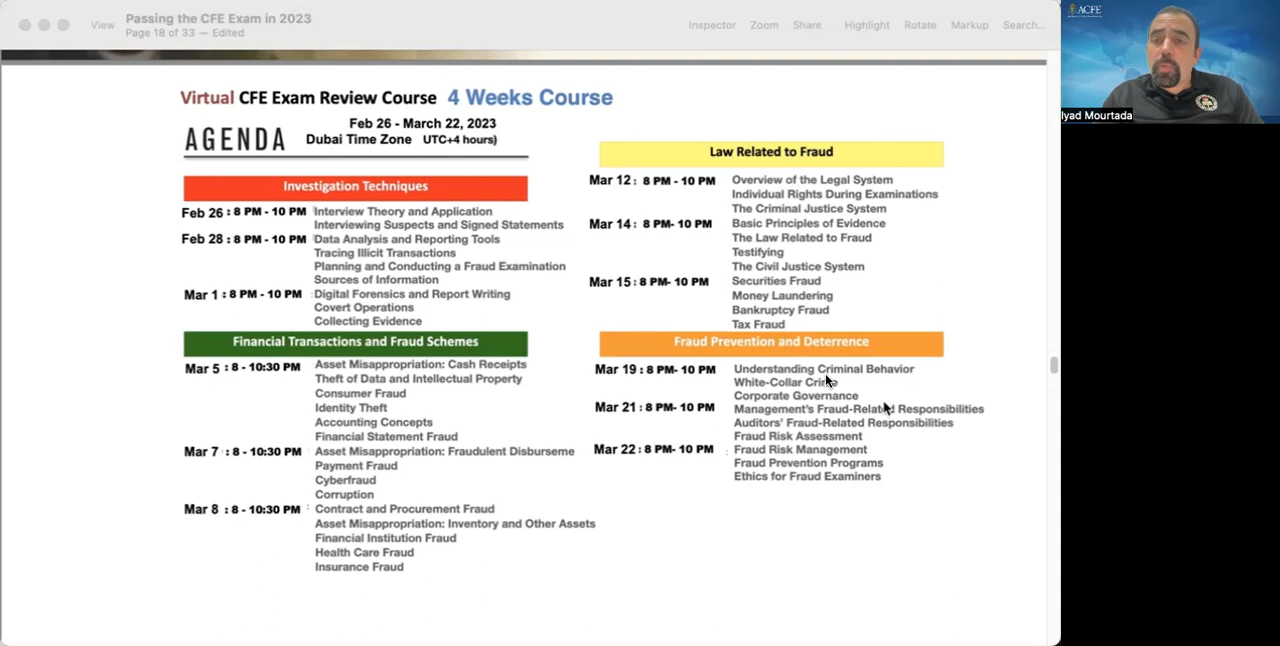 View
Passing the CFE Exam in 2023
Page 18 of 33 — Edited
Inspector Zoom Share Highlight Rotate Markup Search...
ACFE
Iyad Mourtada
Virtual CFE Exam Review Course 4 Weeks Course
AGENDA
Feb 26 - March 22, 2023
Dubai Time Zone UTC+4 hours)
Investigation Techniques
Feb 26 : 8 PM - 10 PM Interview Theory and Application
Interviewing Suspects and Signed Statements
Feb 28 : 8 PM - 10 PM Data Analysis and Reporting Tools
Tracing Illicit Transactions
Planning and Conducting a Fraud Examination
Sources of Information
Mar 1 : 8 PM - 10 PM Digital Forensics and Report Writing
Covert Operations
Collecting Evidence
Financial Transactions and Fraud Schemes
Mar 5 : 8 - 10:30 PM Asset Misappropriation: Cash Receipts
Theft of Data and Intellectual Property
Consumer Fraud
Identity Theft
Accounting Concepts
Financial Statement Fraud
Mar 7 : 8 - 10:30 PM Asset Misappropriation: Fraudulent Disburseme
Payment Fraud
Cyberfraud
Corruption
Mar 8 : 8 - 10:30 PM Contract and Procurement Fraud
Asset Misappropriation: Inventory and Other Assets
Financial Institution Fraud
Health Care Fraud
Insurance Fraud
Law Related to Fraud
Mar 12 : 8 PM - 10 PM Overview of the Legal System
Individual Rights During Examinations
The Criminal Justice System
Mar 14 : 8 PM- 10 PM Basic Principles of Evidence
The Law Related to Fraud
Testifying
The Civil Justice System
Mar 15 : 8 PM- 10 PM Securities Fraud
Money Laundering
Bankruptcy Fraud
Tax Fraud
Fraud Prevention and Deterrence
Mar 19 : 8 PM- 10 PM Understanding Criminal Behavior
White-Collar Crime
Corporate Governance
Mar 21 : 8 PM- 10 PM Management's Fraud-Related Responsibilities
Auditors' Fraud-Related Responsibilities
Fraud Risk Assessment
Mar 22 : 8 PM- 10 PM Fraud Risk Management
Fraud Prevention Programs
Ethics for Fraud Examiners